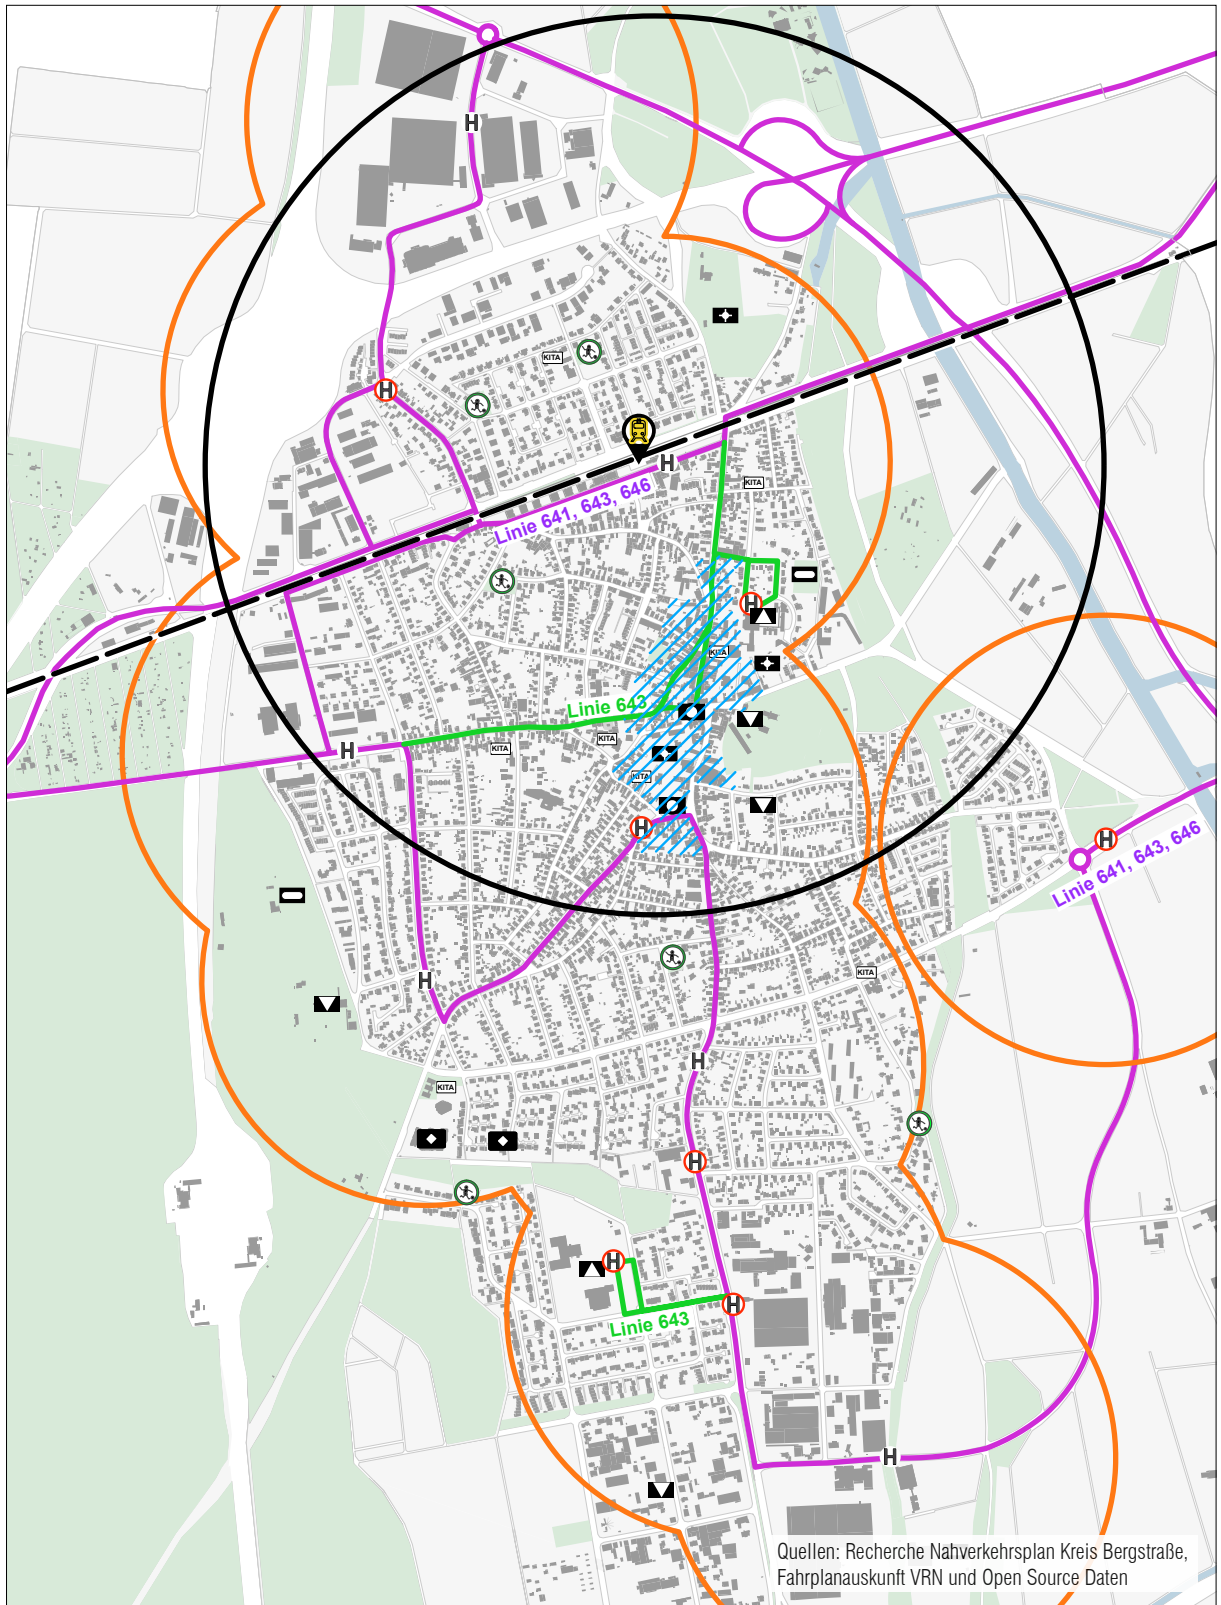 H
KITA
H
H
Linie 641, 643, 646
KITA
H
KITA
Linie 643
KITA
KITA
H
KITA
H
H
Linie 641, 643, 646
KITA
H
H
KITA
H
H
H
Linie 643
H
Quellen: Recherche Nahverkehrsplan Kreis Bergstraße,
Fahrplanauskunft VRN und Open Source Daten